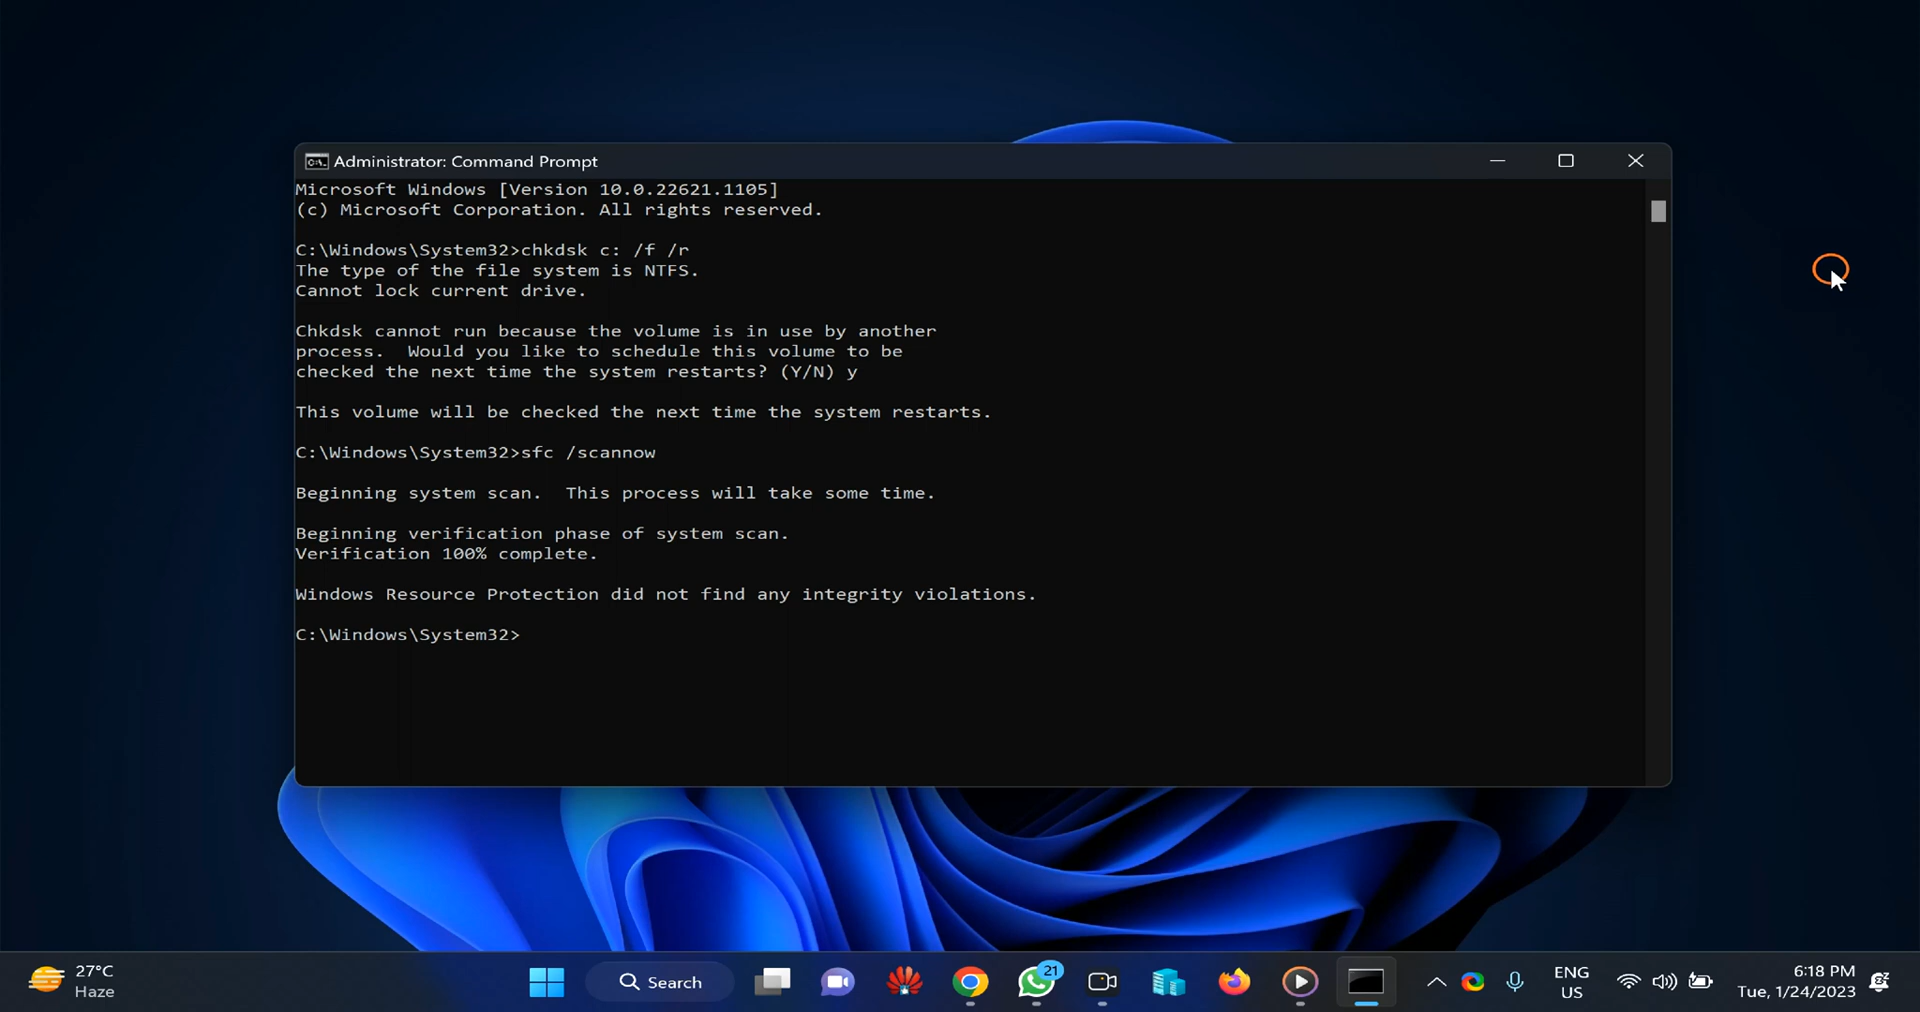 Administrator: Command Prompt
Microsoft Windows [Version 10.0.22621.1105]
(c) Microsoft Corporation. All rights reserved.
C:\Windows\System32>chkdsk c: /f /r
The type of the file system is NTFS.
Cannot lock current drive.
Chkdsk cannot run because the volume is in use by another
process.  Would you like to schedule this volume to be
checked the next time the system restarts? (Y/N) y
This volume will be checked the next time the system restarts.
C:\Windows\System32>sfc /scannow
Beginning system scan.  This process will take some time.
Beginning verification phase of system scan.
Verification 100% complete.
Windows Resource Protection did not find any integrity violations.
C:\Windows\System32>
27°C
Haze
Search
21
ENG
US
6:18 PM
Tue, 1/24/2023